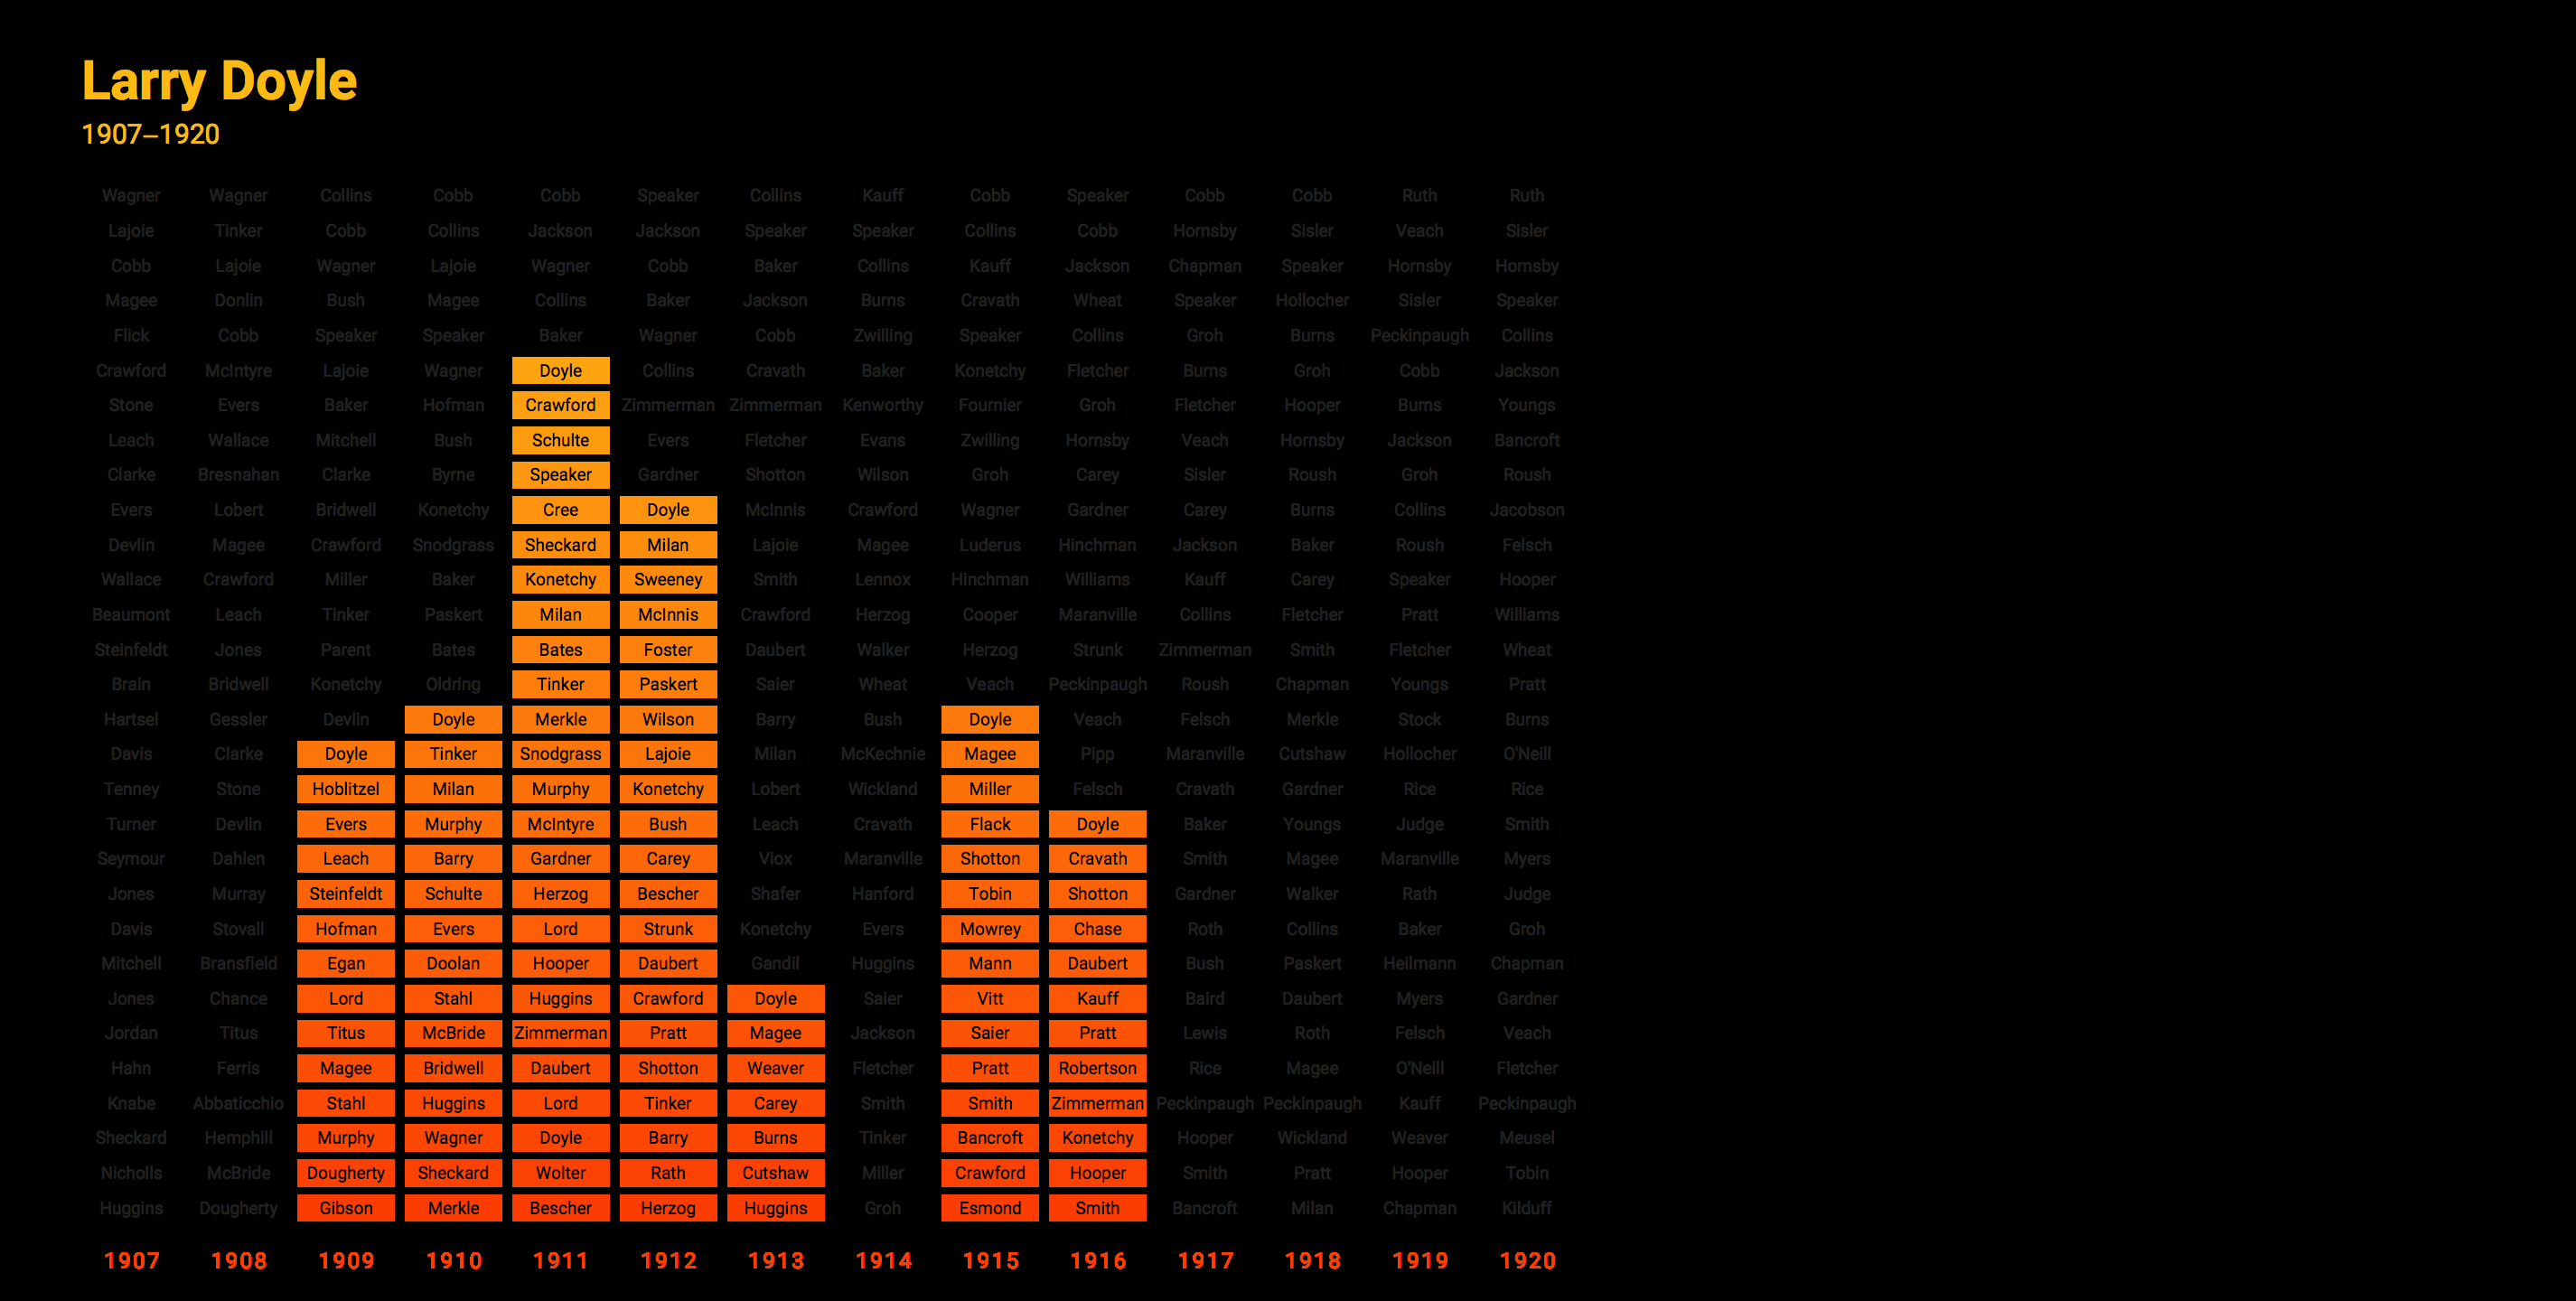 Larry Doyle
1907–1920
Wagner Wagner Collins Cobb Cobb Speaker Collins Kauff Cobb Speaker Cobb Cobb Ruth Ruth
Lajoie Tinker Cobb Collins Jackson Jackson Speaker Speaker Collins Cobb Hornsby Sisler Veach Sisler
Cobb Lajoie Wagner Lajoie Wagner Cobb Baker Collins Kauff Jackson Chapman Speaker Hornsby Hornsby
Magee Donlin Bush Magee Collins Baker Jackson Burns Cravath Wheat Speaker Hollocher Sisler Speaker
Flick Cobb Speaker Speaker Baker Wagner Cobb Zwilling Speaker Collins Groh Burns Peckinpaugh Collins
Crawford McIntyre Lajoie Wagner Doyle Collins Cravath Baker Konetchy Fletcher Burns Groh Cobb Jackson
Stone Evers Baker Hofman Crawford Zimmerman Zimmerman Kenworthy Fournier Groh Fletcher Hooper Burns Youngs
Leach Wallace Mitchell Bush Schulte Evers Fletcher Evans Zwilling Hornsby Veach Hornsby Jackson Bancroft
Clarke Bresnahan Clarke Byrne Speaker Gardner Shotton Wilson Groh Carey Sisler Roush Groh Roush
Evers Lobert Bridwell Konetchy Cree Doyle McInnis Crawford Wagner Gardner Carey Burns Collins Jacobson
Devlin Magee Crawford Snodgrass Sheckard Milan Lajoie Magee Luderus Hinchman Jackson Baker Roush Felsch
Wallace Crawford Miller Baker Konetchy Sweeney Smith Lennox Hinchman Williams Kauff Carey Speaker Hooper
Beaumont Leach Tinker Paskert Milan McInnis Crawford Herzog Cooper Maranville Collins Fletcher Pratt Williams
Steinfeldt Jones Parent Bates Bates Foster Daubert Walker Herzog Strunk Zimmerman Smith Fletcher Wheat
Brain Bridwell Konetchy Oldring Tinker Paskert Saier Wheat Veach Peckinpaugh Roush Chapman Youngs Pratt
Hartsel Gessler Devlin Doyle Merkle Wilson Barry Bush Doyle Veach Felsch Merkle Stock Burns
Davis Clarke Doyle Tinker Snodgrass Lajoie Milan McKechnie Magee Pipp Maranville Cutshaw Hollocher O'Neill
Tenney Stone Hoblitzel Milan Murphy Konetchy Lobert Wickland Miller Felsch Cravath Gardner Rice Rice
Turner Devlin Evers Murphy McIntyre Bush Leach Cravath Flack Doyle Baker Youngs Judge Smith
Seymour Dahlen Leach Barry Gardner Carey Viox Maranville Shotton Cravath Smith Magee Maranville Myers
Jones Murray Steinfeldt Schulte Herzog Bescher Shafer Hanford Tobin Shotton Gardner Walker Rath Judge
Davis Stovall Hofman Evers Lord Strunk Konetchy Evers Mowrey Chase Roth Collins Baker Groh
Mitchell Bransfield Egan Doolan Hooper Daubert Gandil Huggins Mann Daubert Bush Paskert Heilmann Chapman
Jones Chance Lord Stahl Huggins Crawford Doyle Saier Vitt Kauff Baird Daubert Myers Gardner
Jordan Titus Titus McBride Zimmerman Pratt Magee Jackson Saier Pratt Lewis Roth Felsch Veach
Hahn Ferris Magee Bridwell Daubert Shotton Weaver Fletcher Pratt Robertson Rice Magee O'Neill Fletcher
Knabe Abbaticchio Stahl Huggins Lord Tinker Carey Smith Smith Zimmerman Peckinpaugh Peckinpaugh Kauff Peckinpaugh
Sheckard Hemphill Murphy Wagner Doyle Barry Burns Tinker Bancroft Konetchy Hooper Wickland Weaver Meusel
Nicholls McBride Dougherty Sheckard Wolter Rath Cutshaw Miller Crawford Hooper Smith Pratt Hooper Tobin
Huggins Dougherty Gibson Merkle Bescher Herzog Huggins Groh Esmond Smith Bancroft Milan Chapman Kilduff
1907 1908 1909 1910 1911 1912 1913 1914 1915 1916 1917 1918 1919 1920